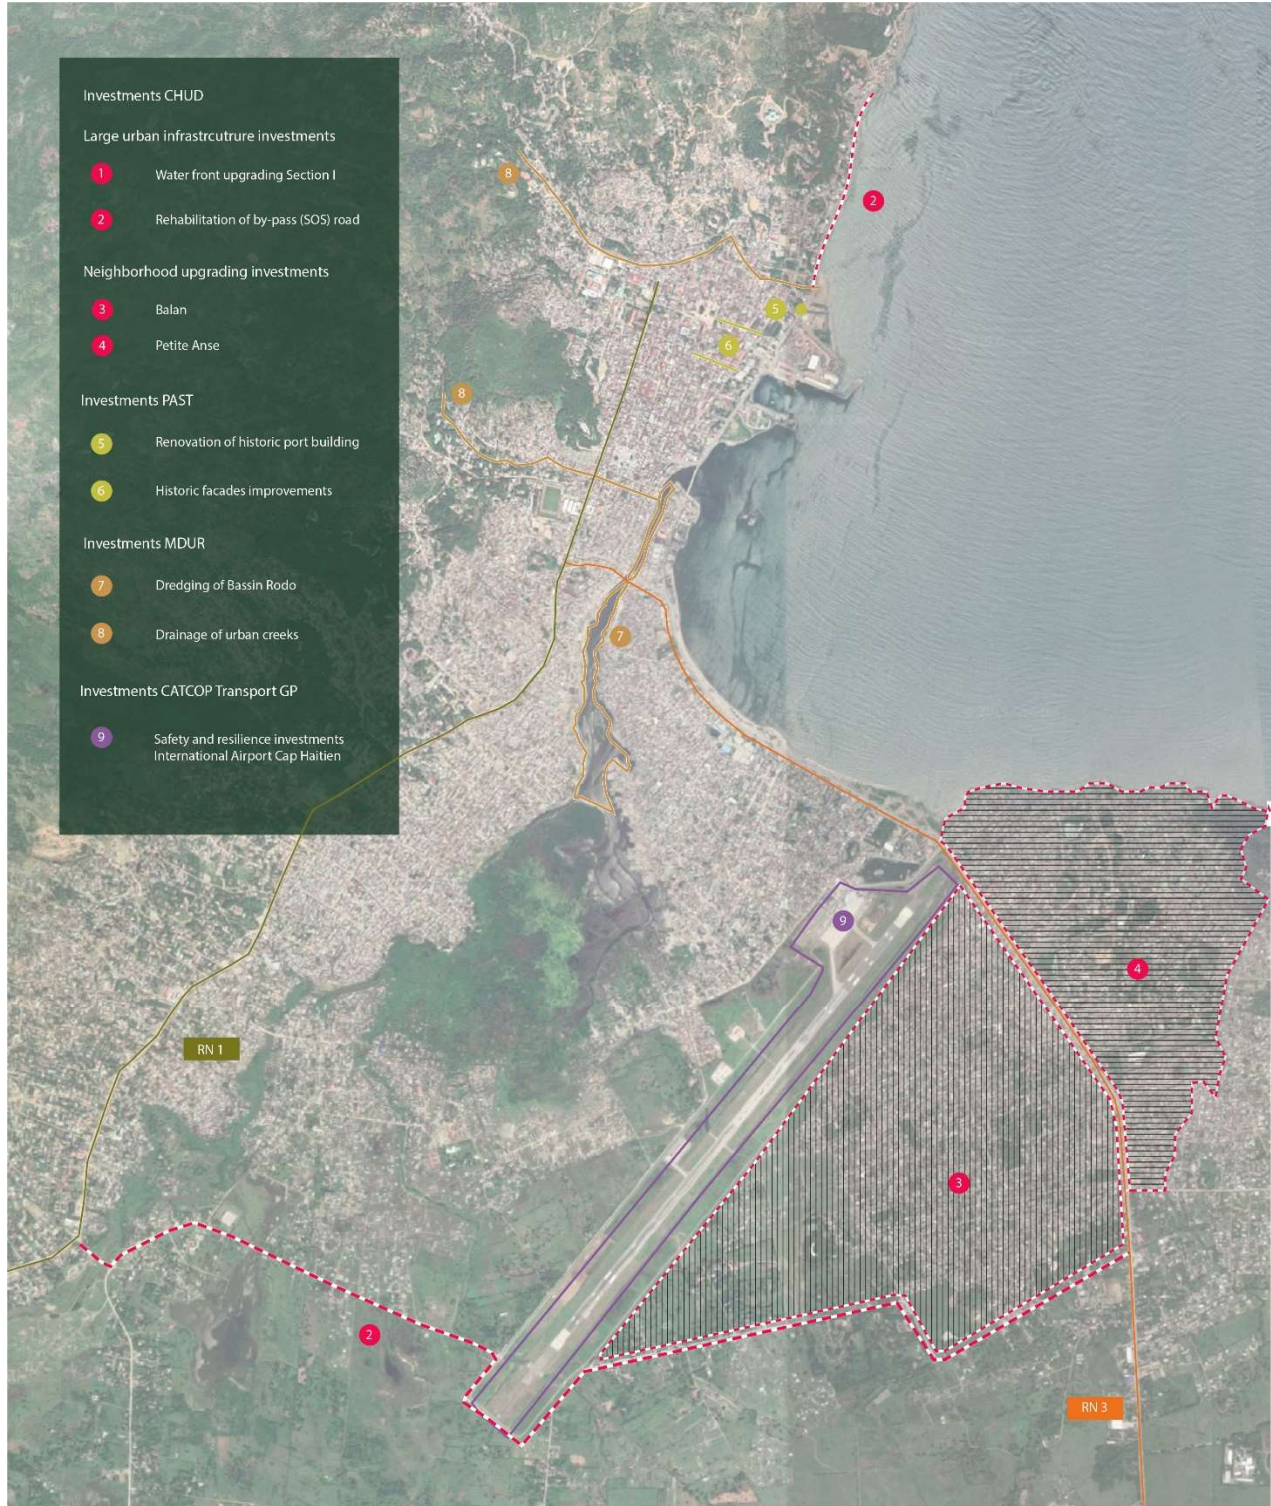 Investments CHUD
Large urban infrastrcutrure investments
1 Water front upgrading Section I
2 Rehabilitation of by-pass (SOS) road
Neighborhood upgrading investments
3 Balan
4 Petite Anse
Investments PAST
5 Renovation of historic port building
6 Historic facades improvements
Investments MDUR
7 Dredging of Bassin Rodo
8 Drainage of urban creeks
Investments CATCOP Transport GP
9 Safety and resilience investments
International Airport Cap Haitien
8
2
5
6
8
7
9
4
RN 1
3
2
RN 3